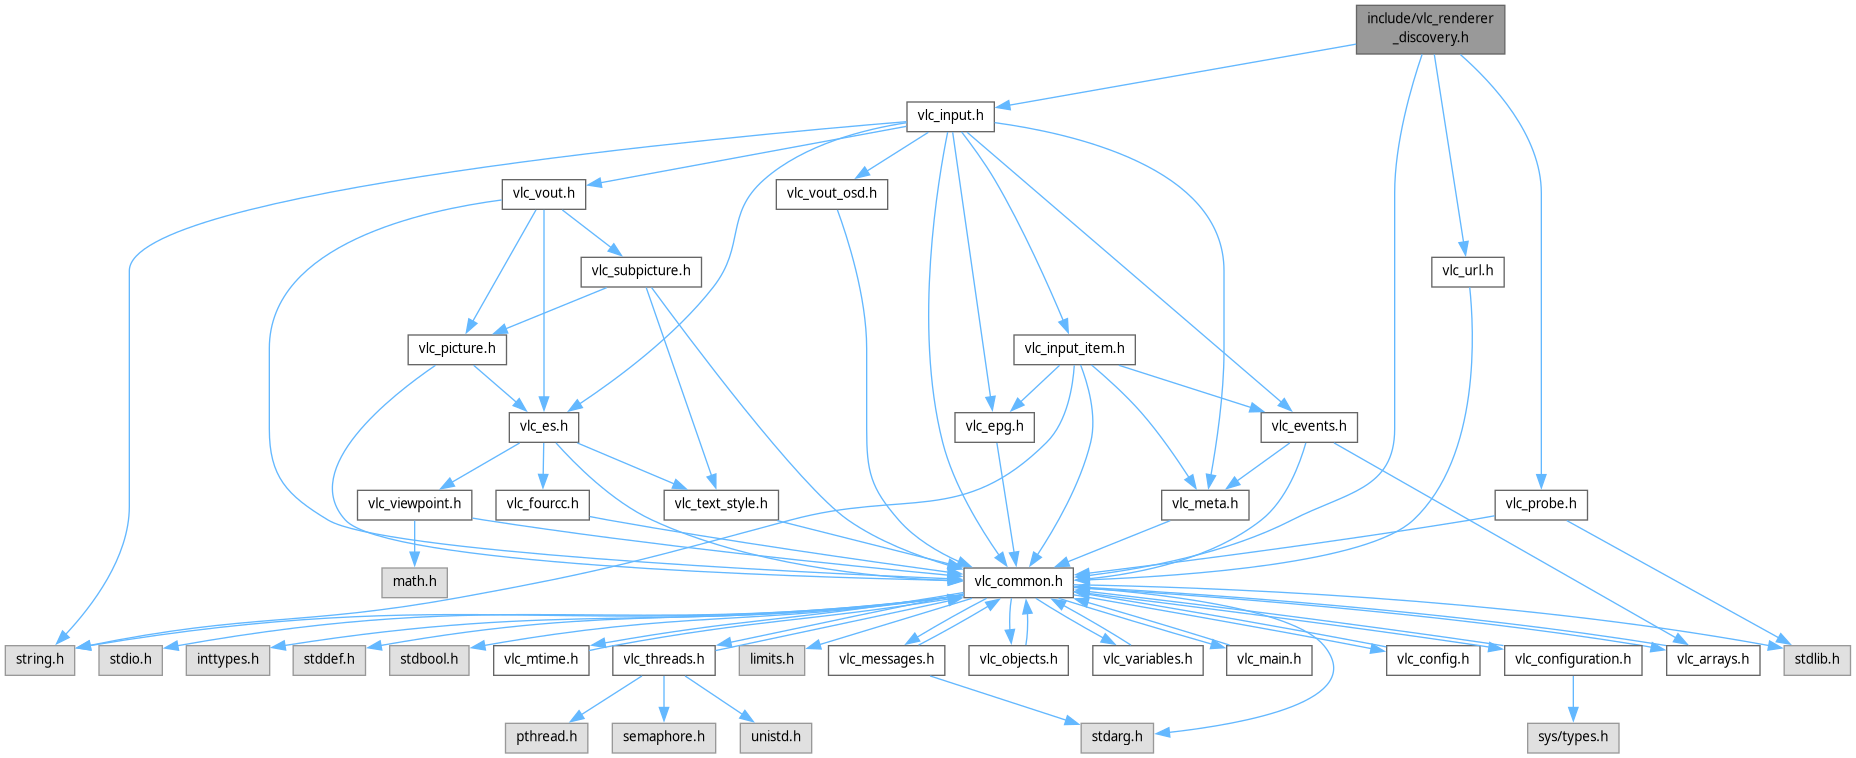 include/vlc_renderer
_discovery.h
vlc_input.h
vlc_vout.h
vlc_vout_osd.h
vlc_subpicture.h
vlc_url.h
vlc_picture.h
vlc_input_item.h
vlc_es.h
vlc_epg.h
vlc_events.h
vlc_viewpoint.h
vlc_fourcc.h
vlc_text_style.h
vlc_meta.h
vlc_probe.h
math.h
vlc_common.h
string.h
stdio.h
inttypes.h
stddef.h
stdbool.h
vlc_mtime.h
vlc_threads.h
limits.h
vlc_messages.h
vlc_objects.h
vlc_variables.h
vlc_main.h
vlc_config.h
vlc_configuration.h
vlc_arrays.h
stdlib.h
pthread.h
semaphore.h
unistd.h
stdarg.h
sys/types.h